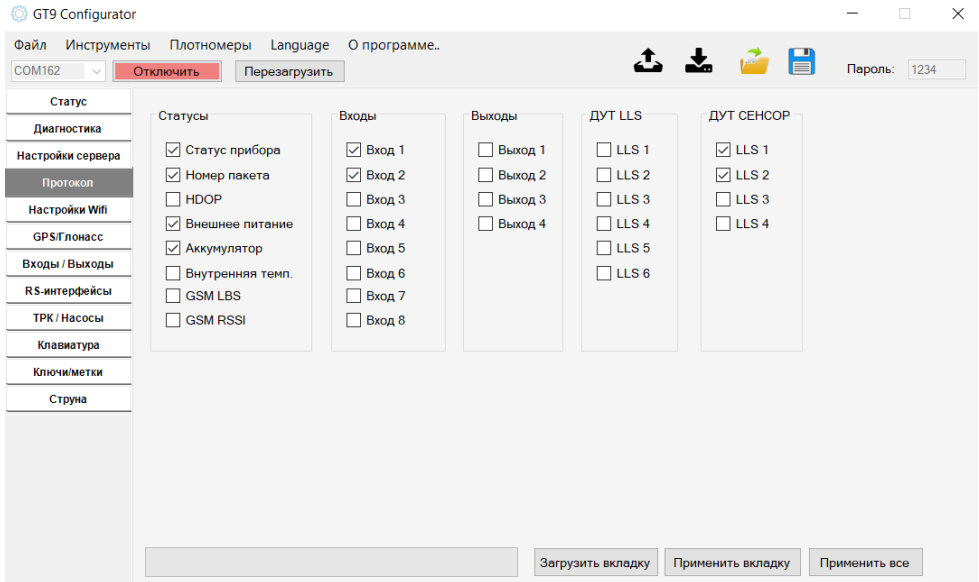 GT9 Configurator
Файл Инструменты Плотномеры Language О программе..
COM162 Отключить Перезагрузить Пароль: 1234
Статус
Диагностика
Настройки сервера
Протокол
Настройки Wifi
GPS/Глонасс
Входы / Выходы
RS-интерфейсы
ТРК / Насосы
Клавиатура
Ключи/метки
Струна
Статусы
Статус прибора
Номер пакета
HDOP
Внешнее питание
Аккумулятор
Внутренняя темп.
GSM LBS
GSM RSSI
Входы
Вход 1
Вход 2
Вход 3
Вход 4
Вход 5
Вход 6
Вход 7
Вход 8
Выходы
Выход 1
Выход 2
Выход 3
Выход 4
ДУТ LLS
LLS 1
LLS 2
LLS 3
LLS 4
LLS 5
LLS 6
ДУТ СЕНСОР
LLS 1
LLS 2
LLS 3
LLS 4
Загрузить вкладку Применить вкладку Применить все